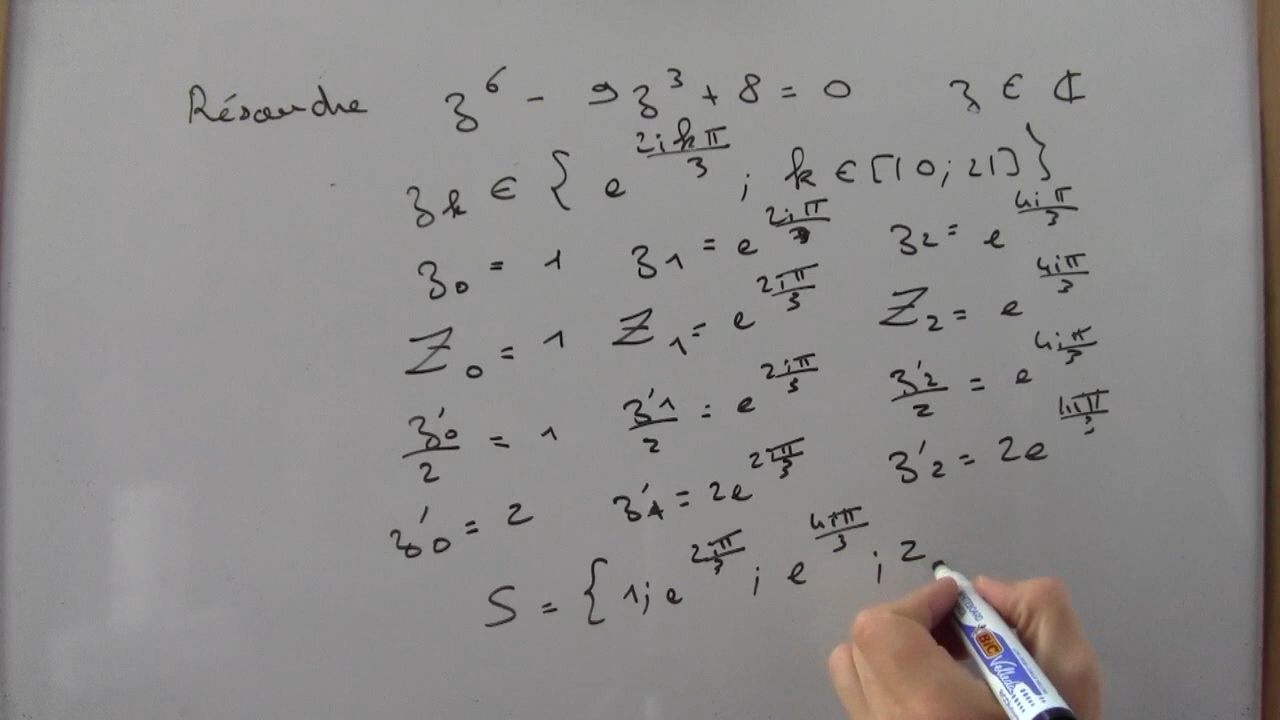 Résoudre z^6 - 9z^3 + 8 = 0 z ∈ ℂ
z_k ∈ { e^{2ikπ/3} ; k ∈ [|0; 2|] }
z_0 = 1 z_1 = e^{2iπ/3} z_2 = e^{4iπ/3}
Z_0 = 1 Z_1 = e^{2iπ/3} Z_2 = e^{4iπ/3}
z'_0/2 = 1 z'_1/2 = e^{2iπ/3} z'_2/2 = e^{4iπ/3}
z'_0 = 2 z'_1 = 2e^{2iπ/3} z'_2 = 2e^{4iπ/3}
S = { 1; e^{2iπ/3} ; e^{4iπ/3} ; 2
BIC Velleda